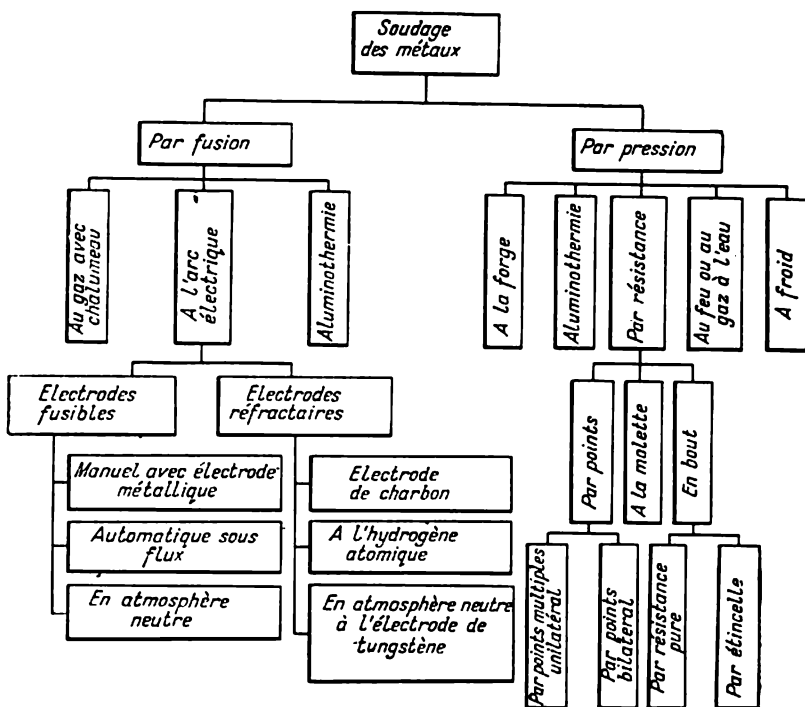 Soudage
des métaux
Par fusion
Par pression
Au gaz avec
chalumeau
A l'arc
électrique
Aluminothermie
A la forge
Aluminothermie
Par résistance
Au feu ou au
gaz à l'eau
A froid
Electrodes
fusibles
Electrodes
réfractaires
Manuel avec électrode
métallique
Automatique sous
flux
En atmosphère
neutre
Electrode
de charbon
A l'hydrogène
atomique
En atmosphère neutre
à l'électrode de
tungstène
Par points
A la molette
En bout
Par points multiples
unilatéral
Par points
bilatéral
Par résistance
pure
Par étincelle